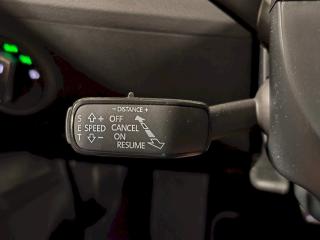 - DISTANCE +
S + OFF
E SPEED CANCEL
T - ON
RESUME